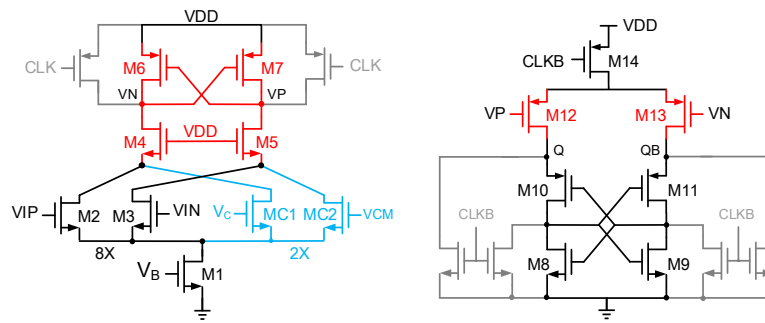 VDD
VDD
CLK
M6
M7
CLK
CLKB
M14
VN
VP
VP
M12
M13
VN
M4
VDD
M5
Q
QB
M10
M11
VIP
M2
M3
VIN
VC
MC1
MC2
VCM
CLKB
CLKB
8X
2X
M8
M9
VB
M1